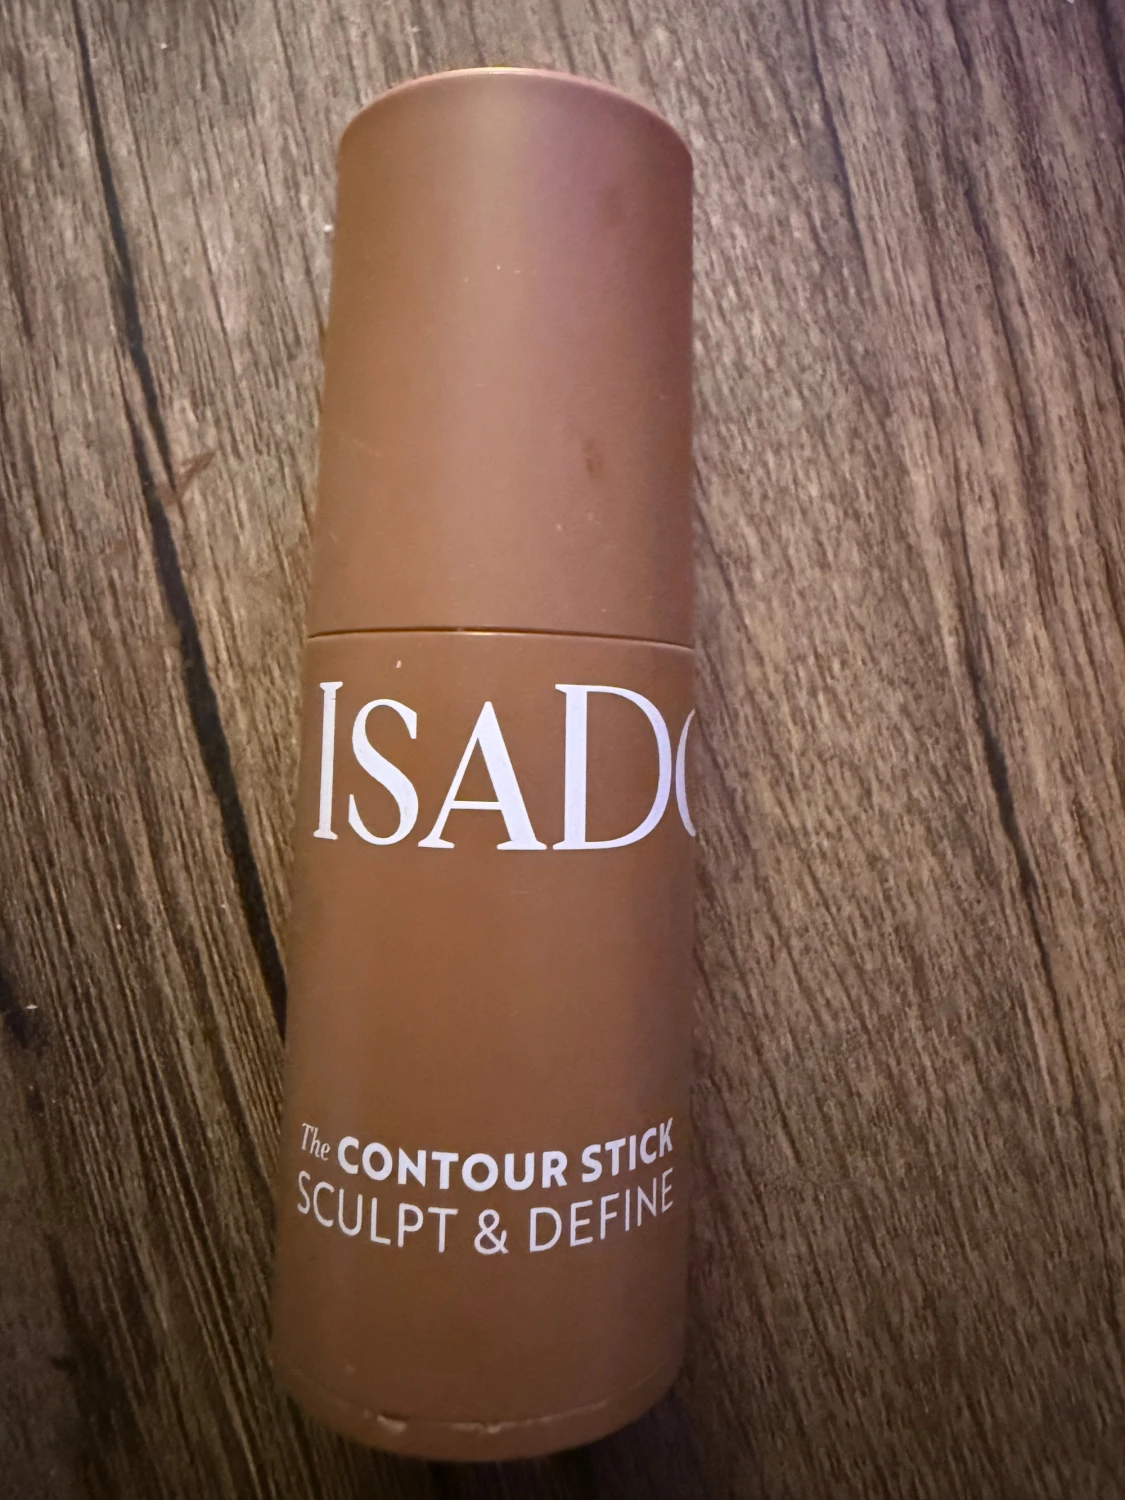 ISADO
The CONTOUR STICK
SCULPT & DEFINE